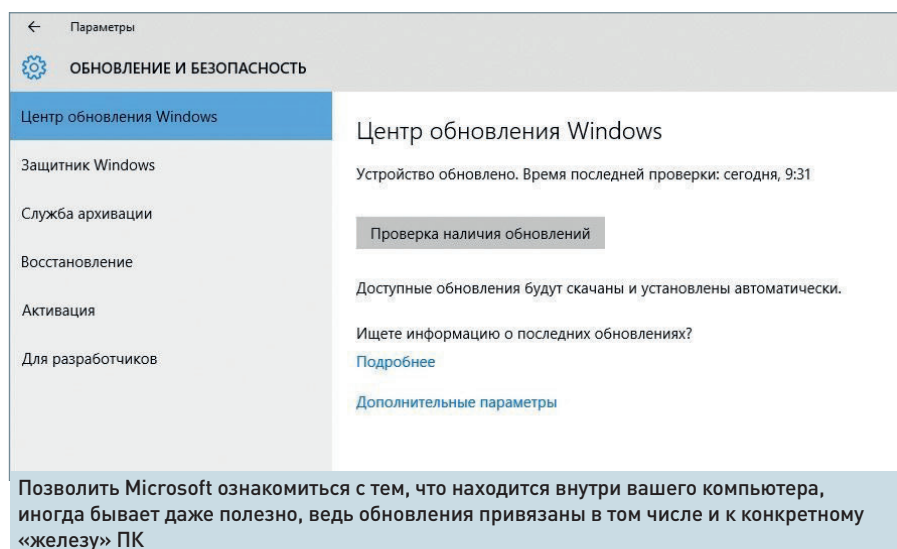 ← Параметры
ОБНОВЛЕНИЕ И БЕЗОПАСНОСТЬ
Центр обновления Windows
Защитник Windows
Служба архивации
Восстановление
Активация
Для разработчиков
Центр обновления Windows
Устройство обновлено. Время последней проверки: сегодня, 9:31
Проверка наличия обновлений
Доступные обновления будут скачаны и установлены автоматически.
Ищете информацию о последних обновлениях?
Подробнее
Дополнительные параметры
Позволить Microsoft ознакомиться с тем, что находится внутри вашего компьютера,
иногда бывает даже полезно, ведь обновления привязаны в том числе и к конкретному
«железу» ПК